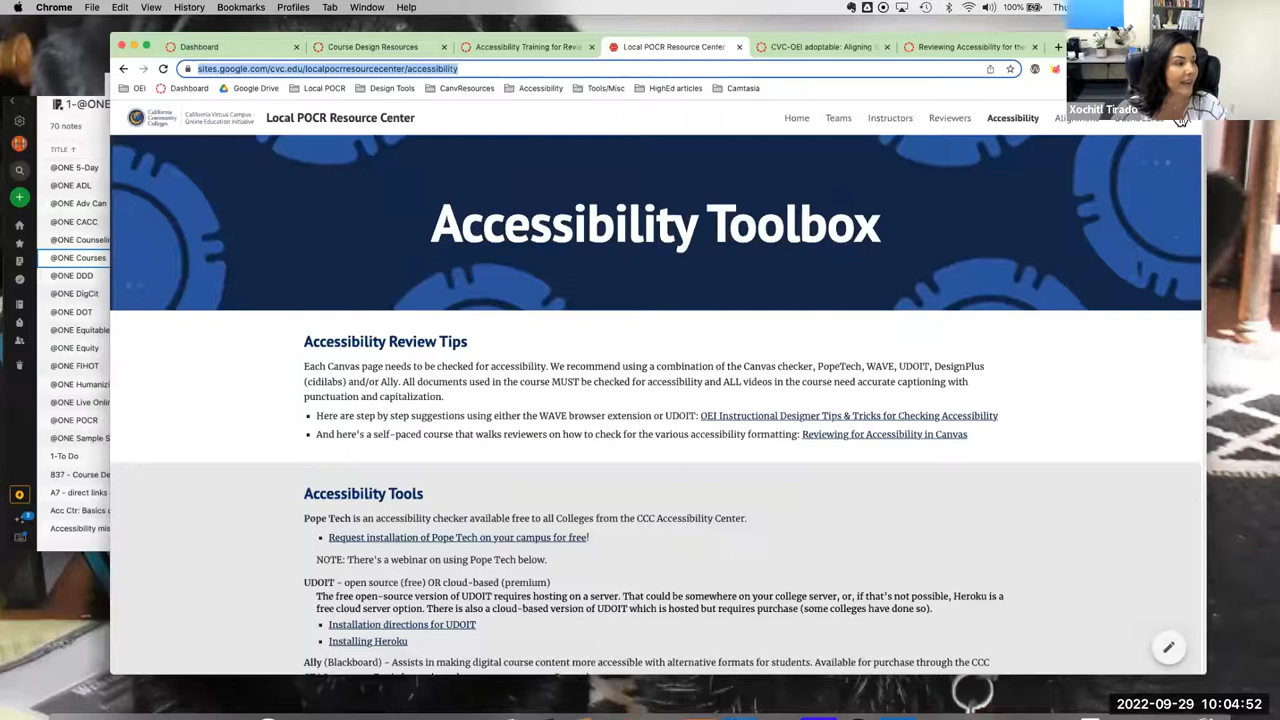 Chrome File Edit View History Bookmarks Profiles Tab Window Help 100% Thu
Dashboard Course Design Resources Accessibility Training for Revie Local POCR Resource Center CVC-OEI adoptable: Aligning Reviewing Accessibility for the
sites.google.com/cvc.edu/localpocrresourcecenter/accessibility
OEI Dashboard Google Drive Local POCR Design Tools CanvResources Accessibility Tools/Misc HighEd articles Camtasia
Xochitl Tirado
California Community Colleges California Virtual Campus Online Education Initiative Local POCR Resource Center Home Teams Instructors Reviewers Accessibility
1-@ONE
70 notes
TITLE ↑
@ONE 5-Day
@ONE ADL
@ONE Adv Can
@ONE CACC
@ONE Counselin
@ONE Courses
@ONE DDD
@ONE DigCit
@ONE DOT
@ONE Equitable
@ONE Equity
@ONE FIHOT
@ONE Humanizi
@ONE Live Onlin
@ONE POCR
@ONE Sample S
1-To Do
837 - Course De
A7 - direct links
Acc Ctr: Basics
Accessibility mis
Accessibility Toolbox
Accessibility Review Tips
Each Canvas page needs to be checked for accessibility. We recommend using a combination of the Canvas checker, PopeTech, WAVE, UDOIT, DesignPlus
(cidilabs) and/or Ally. All documents used in the course MUST be checked for accessibility and ALL videos in the course need accurate captioning with
punctuation and capitalization.
Here are step by step suggestions using either the WAVE browser extension or UDOIT: OEI Instructional Designer Tips & Tricks for Checking Accessibility
And here's a self-paced course that walks reviewers on how to check for the various accessibility formatting: Reviewing for Accessibility in Canvas
Accessibility Tools
Pope Tech is an accessibility checker available free to all Colleges from the CCC Accessibility Center.
Request installation of Pope Tech on your campus for free!
NOTE: There's a webinar on using Pope Tech below.
UDOIT - open source (free) OR cloud-based (premium)
The free open-source version of UDOIT requires hosting on a server. That could be somewhere on your college server, or, if that's not possible, Heroku is a
free cloud server option. There is also a cloud-based version of UDOIT which is hosted but requires purchase (some colleges have done so).
Installation directions for UDOIT
Installing Heroku
Ally (Blackboard) - Assists in making digital course content more accessible with alternative formats for students. Available for purchase through the CCC
2022-09-29 10:04:52